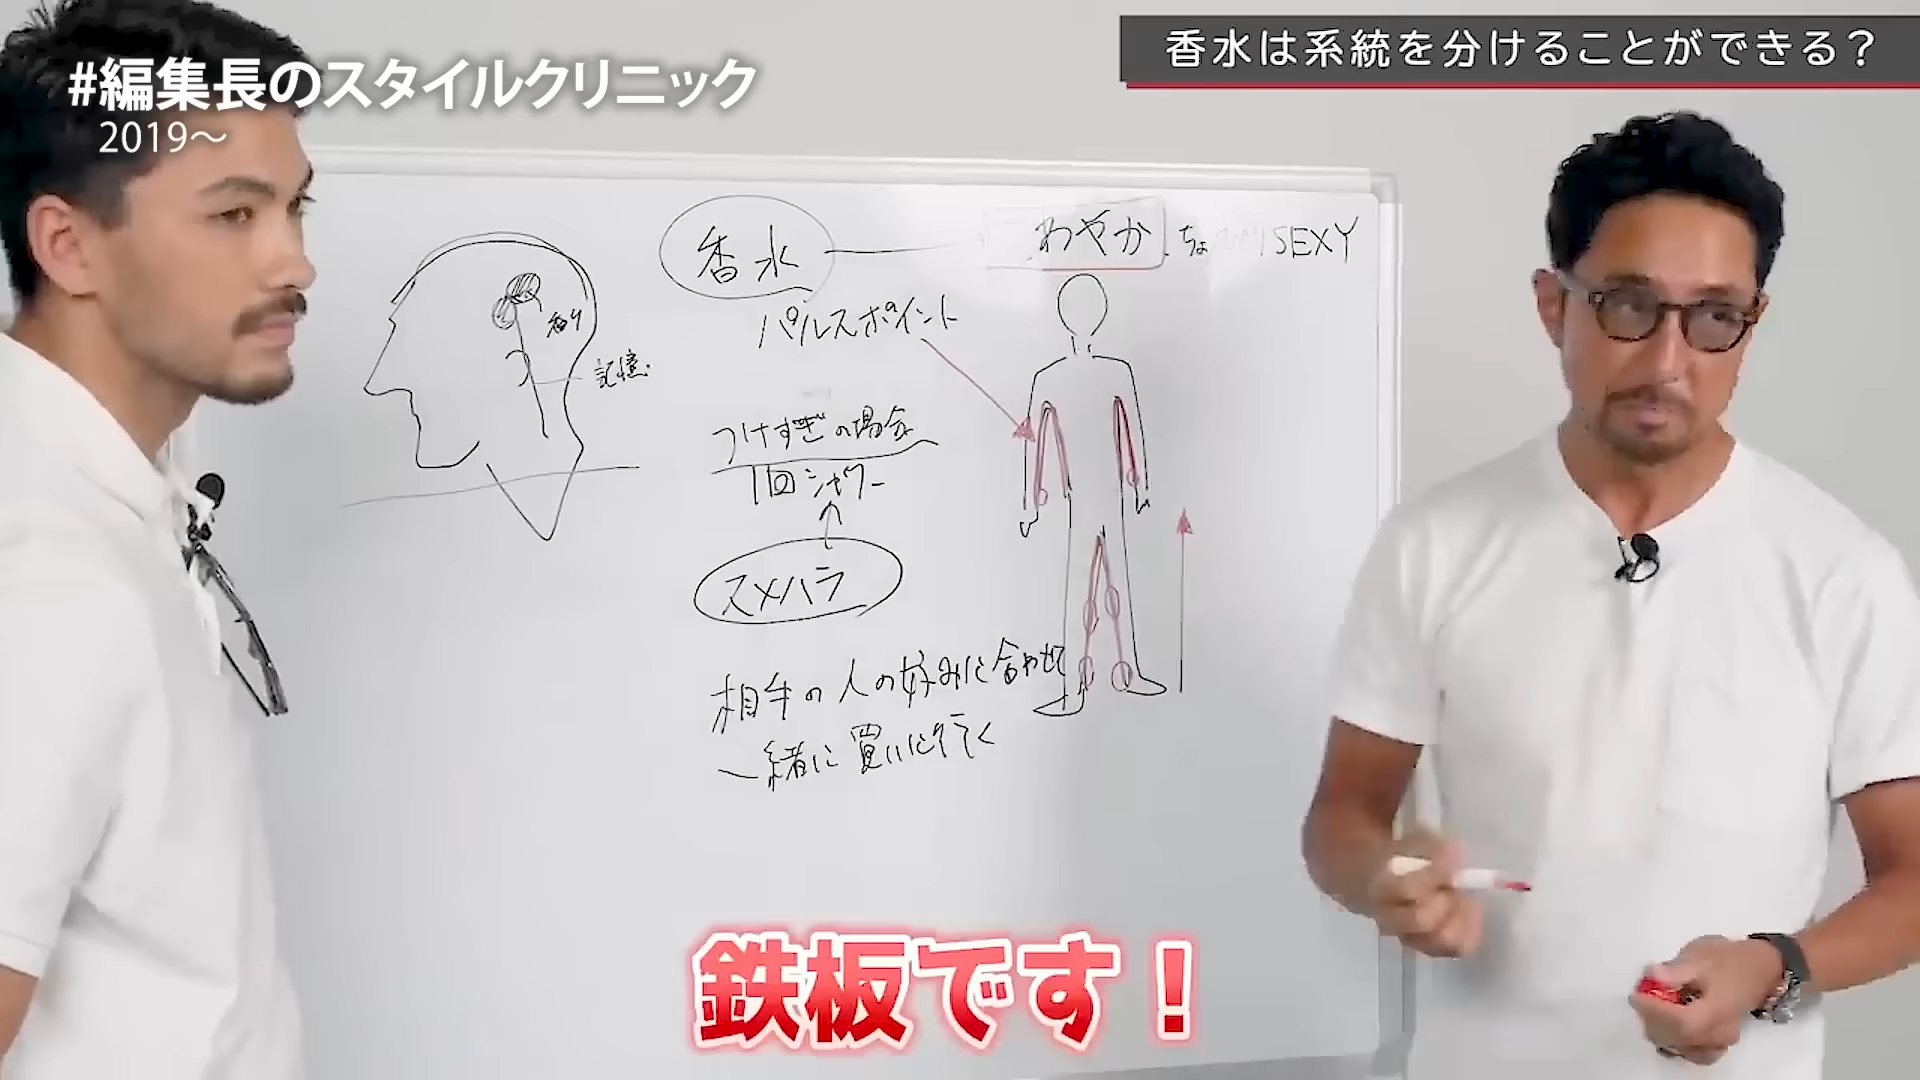 #編集長のスタイルクリニック
2019～
香水は系統を分けることができる？
香水
わやか
SEXY
パルスポイント
香り
記憶
つけすぎの場合
1回シャワー
スメハラ
相手の人の好みに合わせ
一緒に買いに行く
鉄板です！